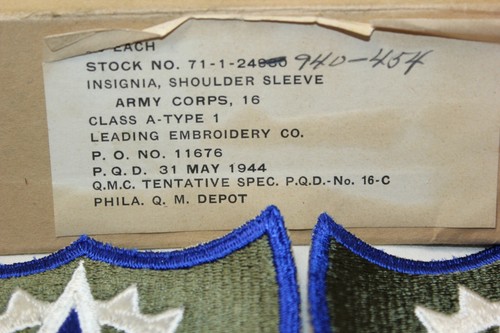 EACH
STOCK NO. 71-1-24 940-454
INSIGNIA, SHOULDER SLEEVE
ARMY CORPS, 16
CLASS A-TYPE 1
LEADING EMBROIDERY CO.
P. O. NO. 11676
P. Q. D. 31 MAY 1944
Q.M.C. TENTATIVE SPEC. P.Q.D.-No. 16-C
PHILA. Q. M. DEPOT